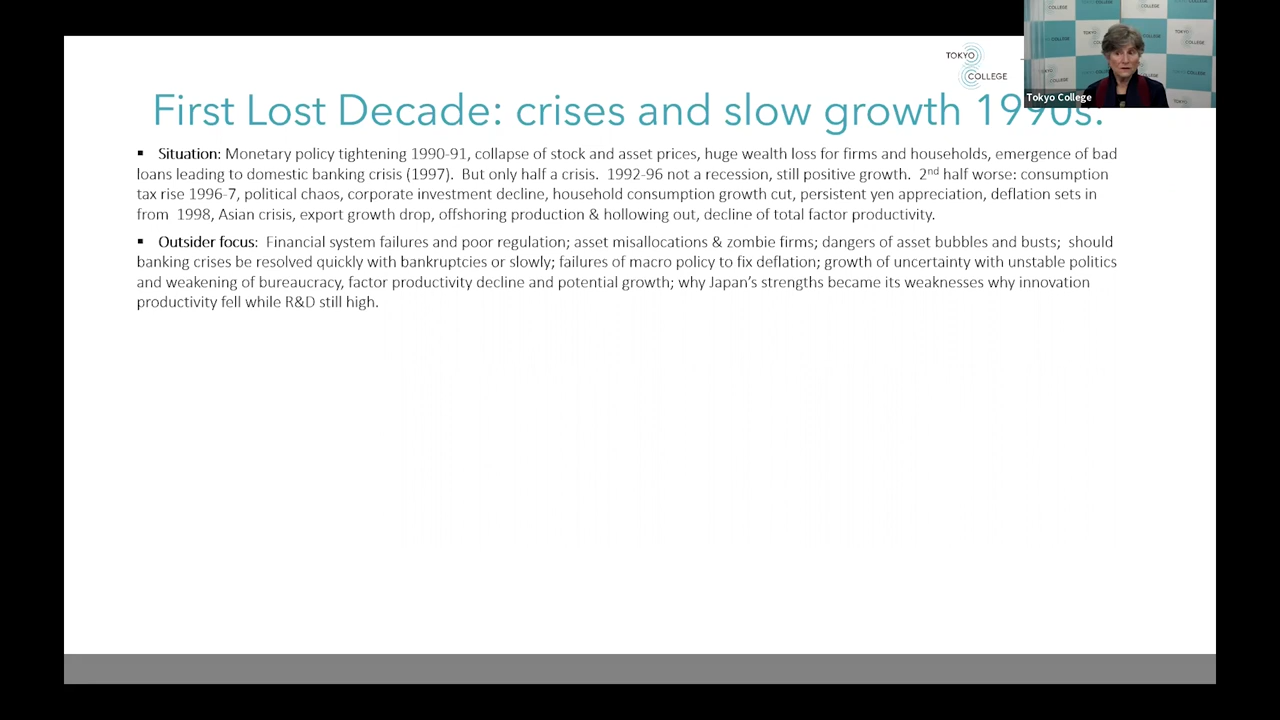 TOKYO
COLLEGE
Tokyo College
First Lost Decade: crises and slow growth 1990s.
▪ Situation: Monetary policy tightening 1990-91, collapse of stock and asset prices, huge wealth loss for firms and households, emergence of bad
loans leading to domestic banking crisis (1997). But only half a crisis. 1992-96 not a recession, still positive growth. 2nd half worse: consumption
tax rise 1996-7, political chaos, corporate investment decline, household consumption growth cut, persistent yen appreciation, deflation sets in
from 1998, Asian crisis, export growth drop, offshoring production & hollowing out, decline of total factor productivity.
▪ Outsider focus: Financial system failures and poor regulation; asset misallocations & zombie firms; dangers of asset bubbles and busts; should
banking crises be resolved quickly with bankruptcies or slowly; failures of macro policy to fix deflation; growth of uncertainty with unstable politics
and weakening of bureaucracy, factor productivity decline and potential growth; why Japan's strengths became its weaknesses why innovation
productivity fell while R&D still high.